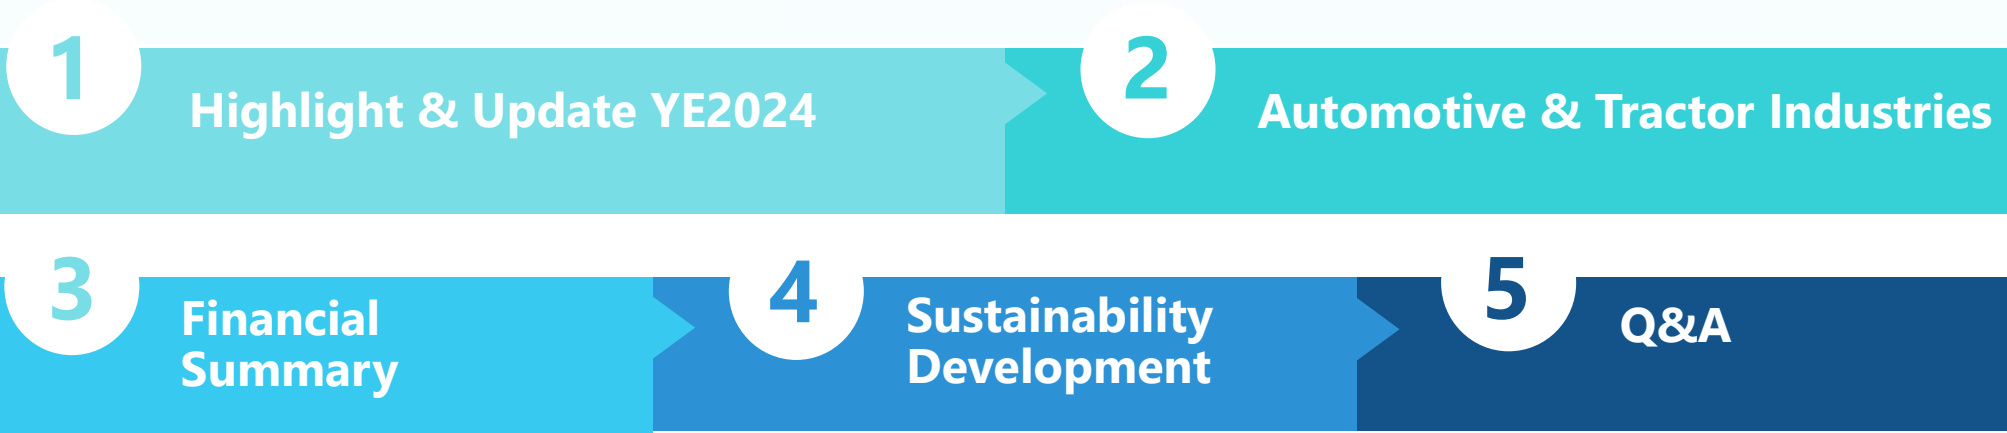 1
Highlight & Update YE2024
2
Automotive & Tractor Industries
3
Financial
Summary
4
Sustainability
Development
5
Q&A